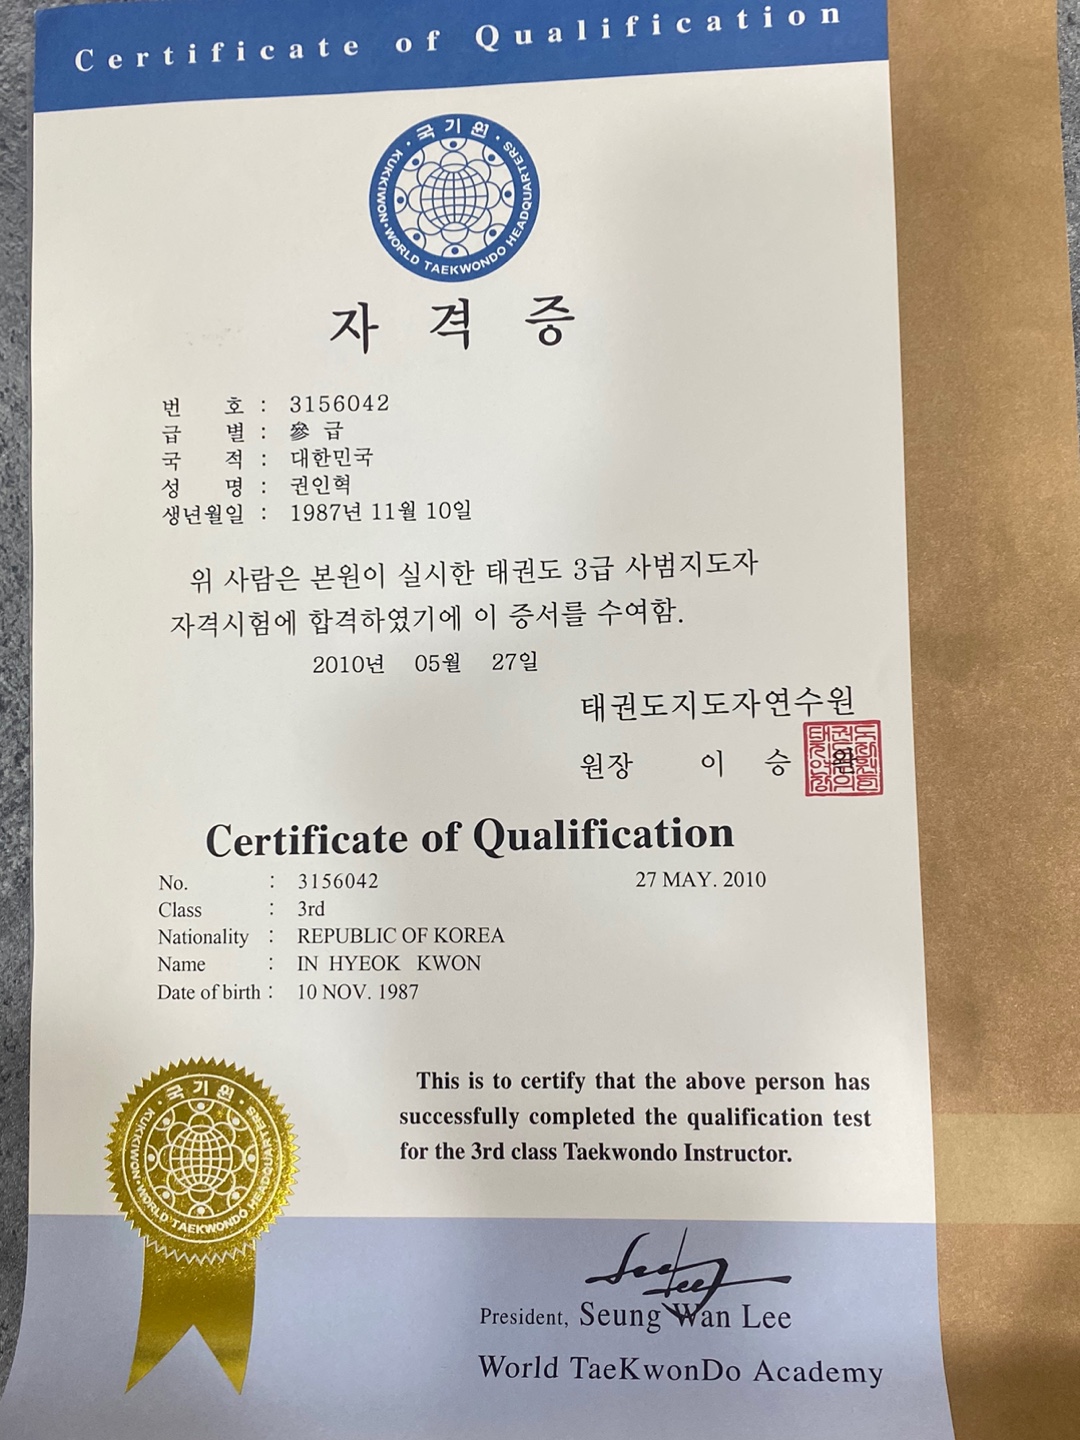 Certificate of Qualification
· 국기원 ·
KUKKIWON · WORLD TAEKWONDO HEADQUARTERS
자 격 증
번 호 : 3156042
급 별 : 參 급
국 적 : 대한민국
성 명 : 권인혁
생년월일 : 1987년 11월 10일
위 사람은 본원이 실시한 태권도 3급 사범지도자
자격시험에 합격하였기에 이 증서를 수여함.
2010년 05월 27일
태권도지도자연수원
원장 이 승 완
Certificate of Qualification
No. : 3156042 27 MAY. 2010
Class : 3rd
Nationality : REPUBLIC OF KOREA
Name : IN HYEOK KWON
Date of birth : 10 NOV. 1987
This is to certify that the above person has
successfully completed the qualification test
for the 3rd class Taekwondo Instructor.
· 국기원 ·
KUKKIWON · WORLD TAEKWONDO HEADQUARTERS
President, Seung Wan Lee
World TaeKwonDo Academy